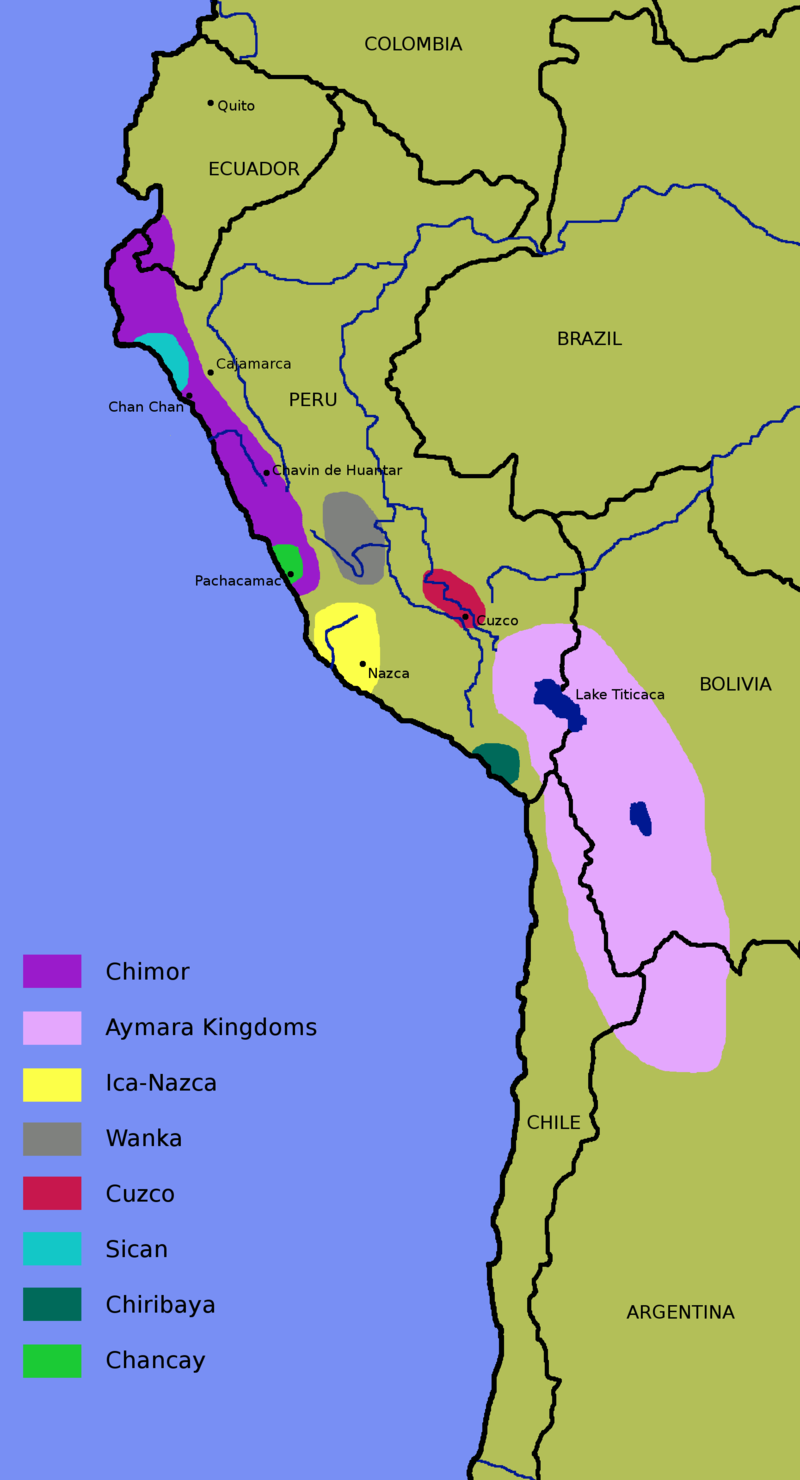 COLOMBIA
Quito
ECUADOR
BRAZIL
Cajamarca
PERU
Chan Chan
Chavin de Huantar
Pachacamac
Cuzco
Nazca
BOLIVIA
Lake Titicaca
Chimor
Aymara Kingdoms
Ica-Nazca
Wanka
Cuzco
Sican
Chiribaya
Chancay
CHILE
ARGENTINA